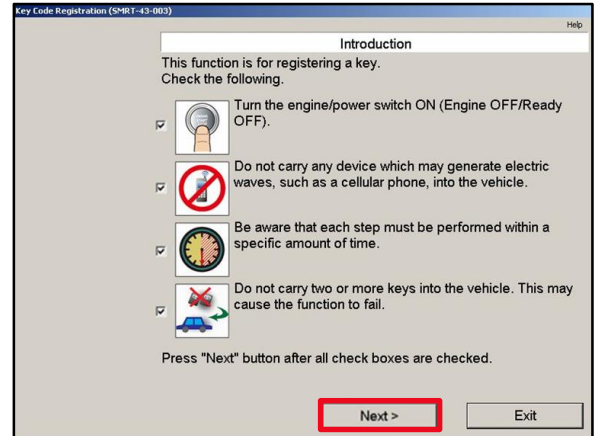 Key Code Registration (SMRT-43-003)
Help
Introduction
This function is for registering a key.
Check the following.
Turn the engine/power switch ON (Engine OFF/Ready
OFF).
Do not carry any device which may generate electric
waves, such as a cellular phone, into the vehicle.
Be aware that each step must be performed within a
specific amount of time.
Do not carry two or more keys into the vehicle. This may
cause the function to fail.
Press "Next" button after all check boxes are checked.
Next >
Exit